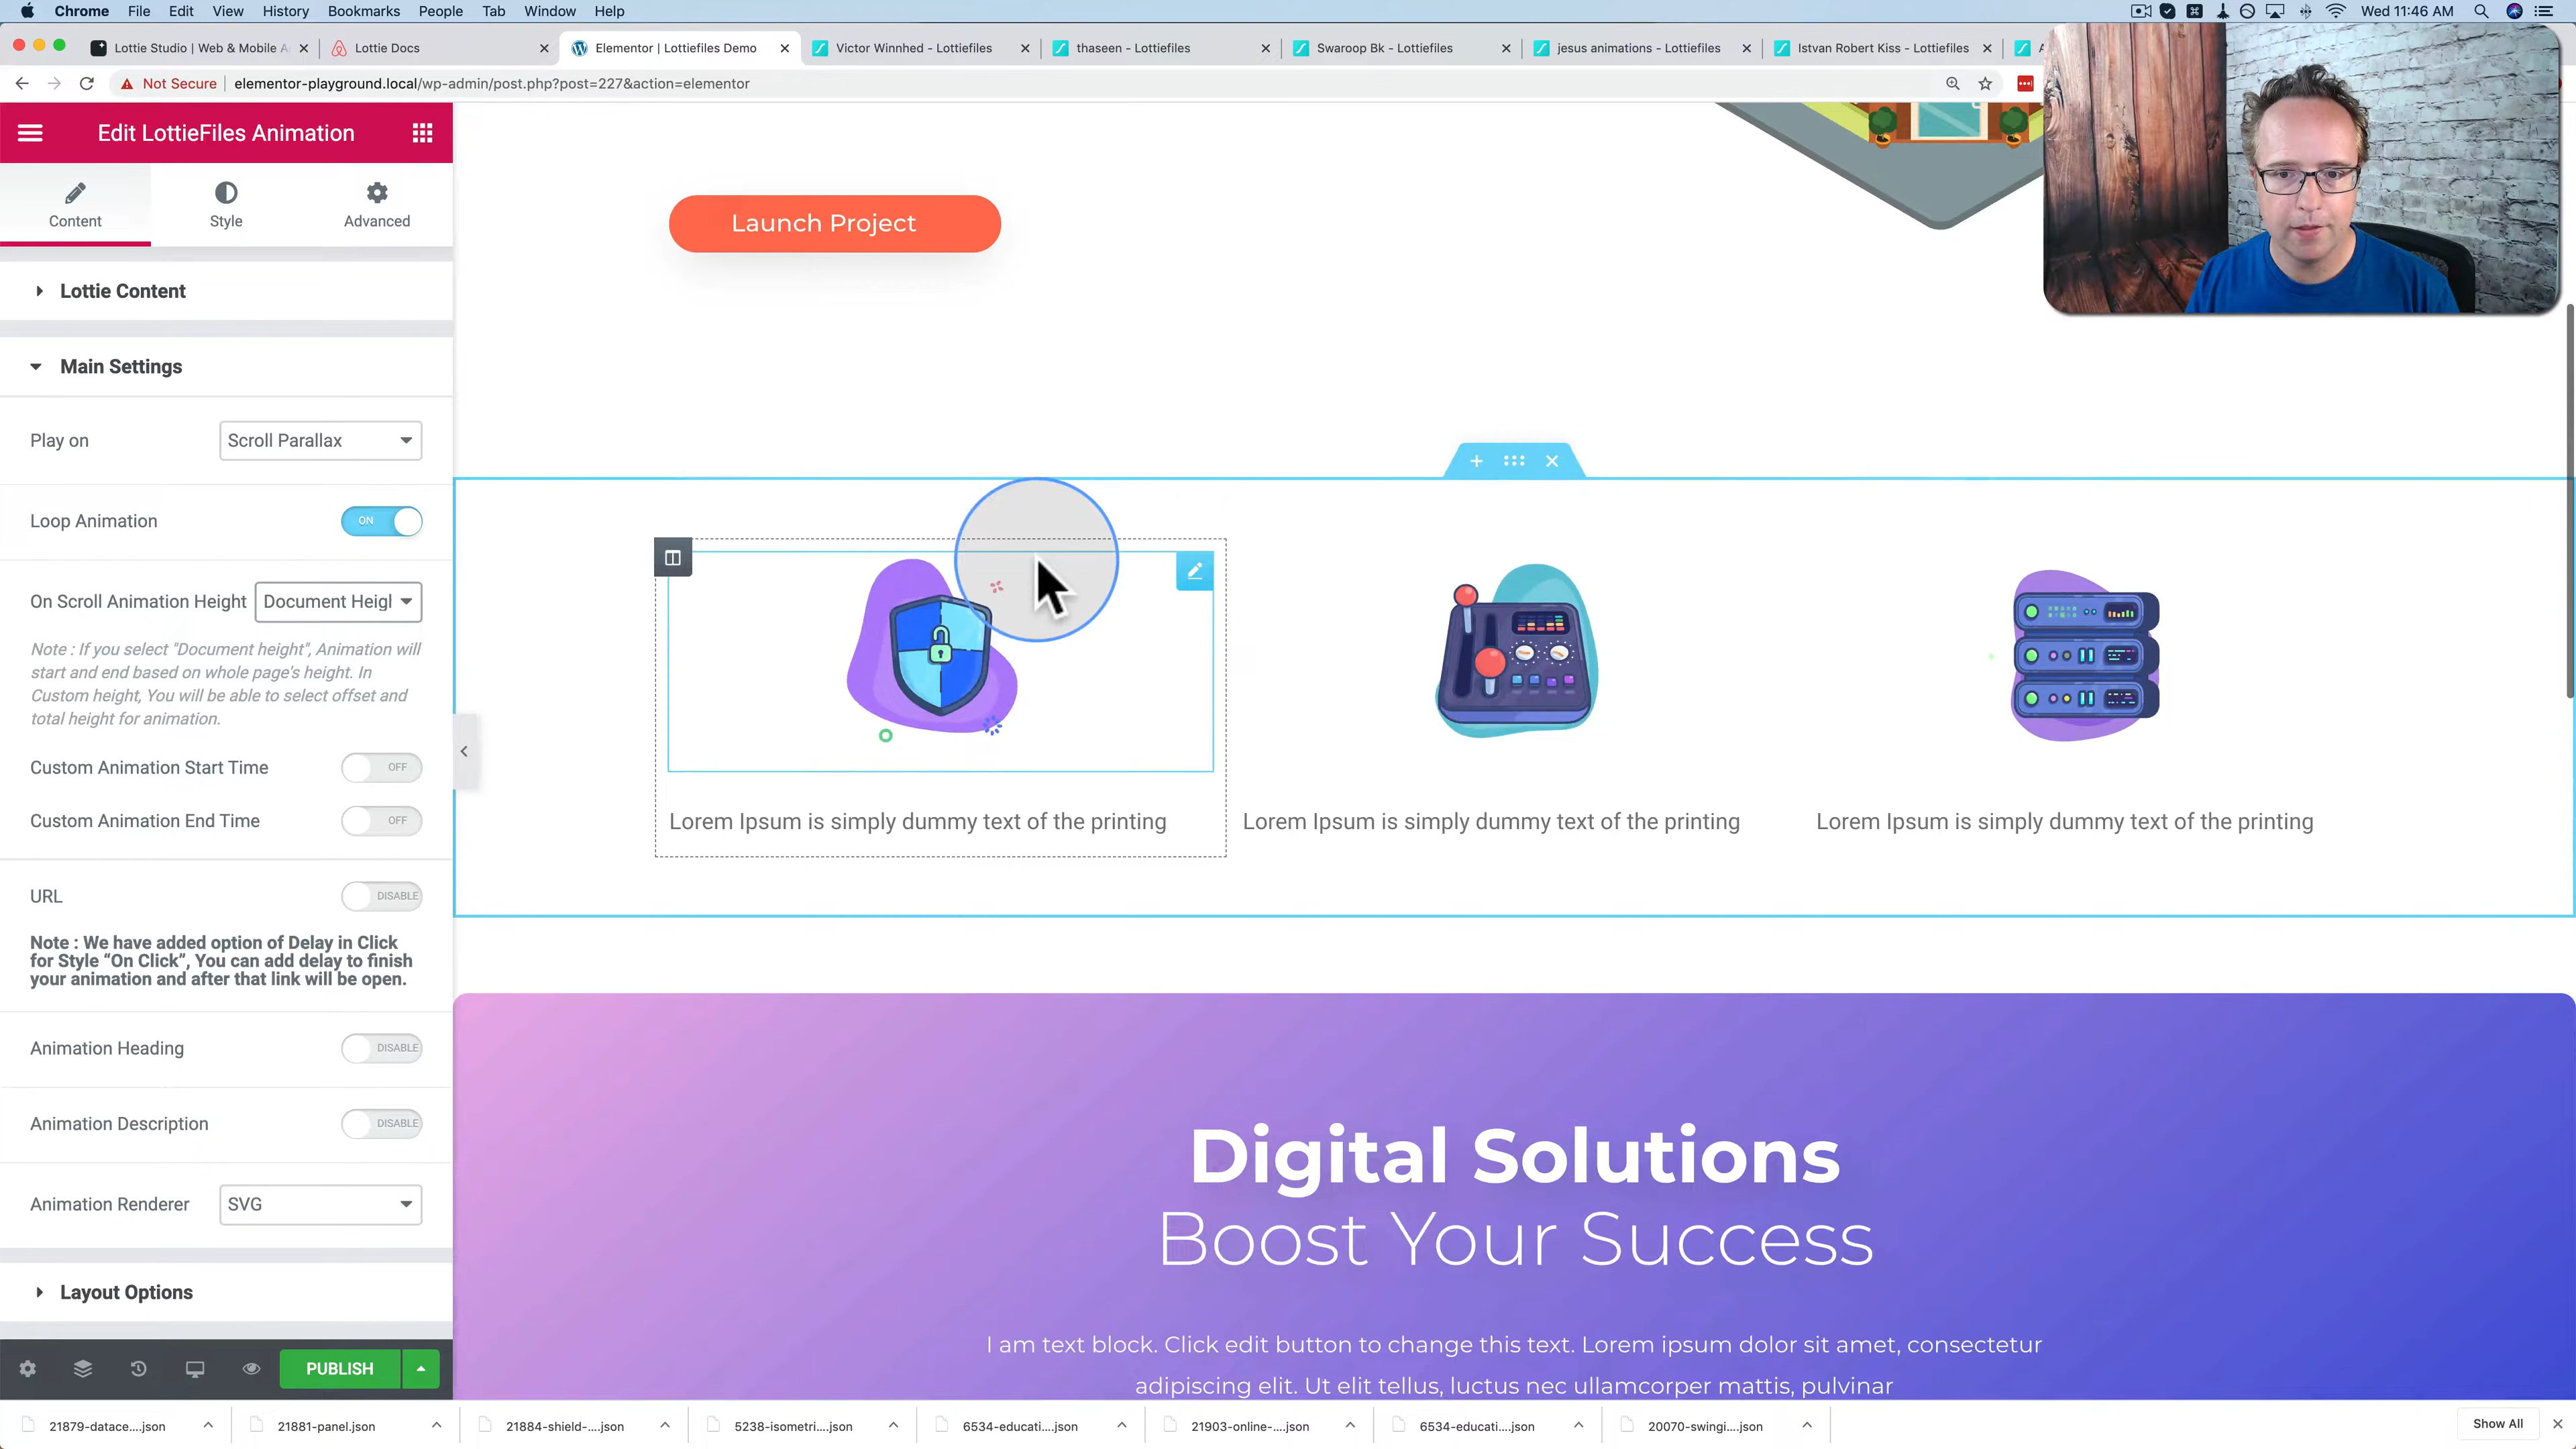 Chrome File Edit View History Bookmarks People Tab Window Help
Wed 11:46 AM
Lottie Studio | Web & Mobile A
Lottie Docs
Elementor | Lottiefiles Demo
Victor Winnhed - Lottiefiles
thaseen - Lottiefiles
Swaroop Bk - Lottiefiles
jesus animations - Lottiefiles
Istvan Robert Kiss - Lottiefiles
Not Secure
elementor-playground.local/wp-admin/post.php?post=227&action=elementor
Edit LottieFiles Animation
Content
Style
Advanced
Lottie Content
Main Settings
Play on
Scroll Parallax
Loop Animation
ON
On Scroll Animation Height
Document Heigl
Note : If you select "Document height", Animation will
start and end based on whole page's height. In
Custom height, You will be able to select offset and
total height for animation.
Custom Animation Start Time
OFF
Custom Animation End Time
OFF
URL
DISABLE
Note : We have added option of Delay in Click
for Style “On Click”, You can add delay to finish
your animation and after that link will be open.
Animation Heading
DISABLE
Animation Description
DISABLE
Animation Renderer
SVG
Layout Options
PUBLISH
Launch Project
Lorem Ipsum is simply dummy text of the printing
Lorem Ipsum is simply dummy text of the printing
Lorem Ipsum is simply dummy text of the printing
Digital Solutions
Boost Your Success
I am text block. Click edit button to change this text. Lorem ipsum dolor sit amet, consectetur
adipiscing elit. Ut elit tellus, luctus nec ullamcorper mattis, pulvinar
21879-datace....json
21881-panel.json
21884-shield-....json
5238-isometri....json
6534-educati....json
21903-online-....json
6534-educati....json
20070-swingi....json
Show All